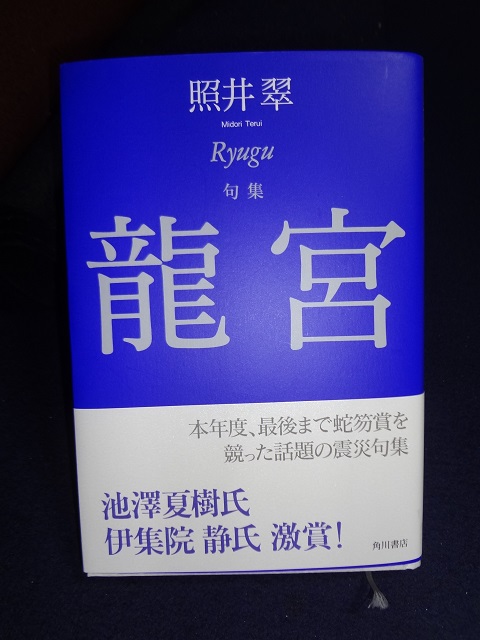 照井 翠
Midori Terui
Ryugu
句集
龍宮
本年度、最後まで蛇笏賞を
競った話題の震災句集
池澤夏樹氏
伊集院 静氏 激賞！
角川書店